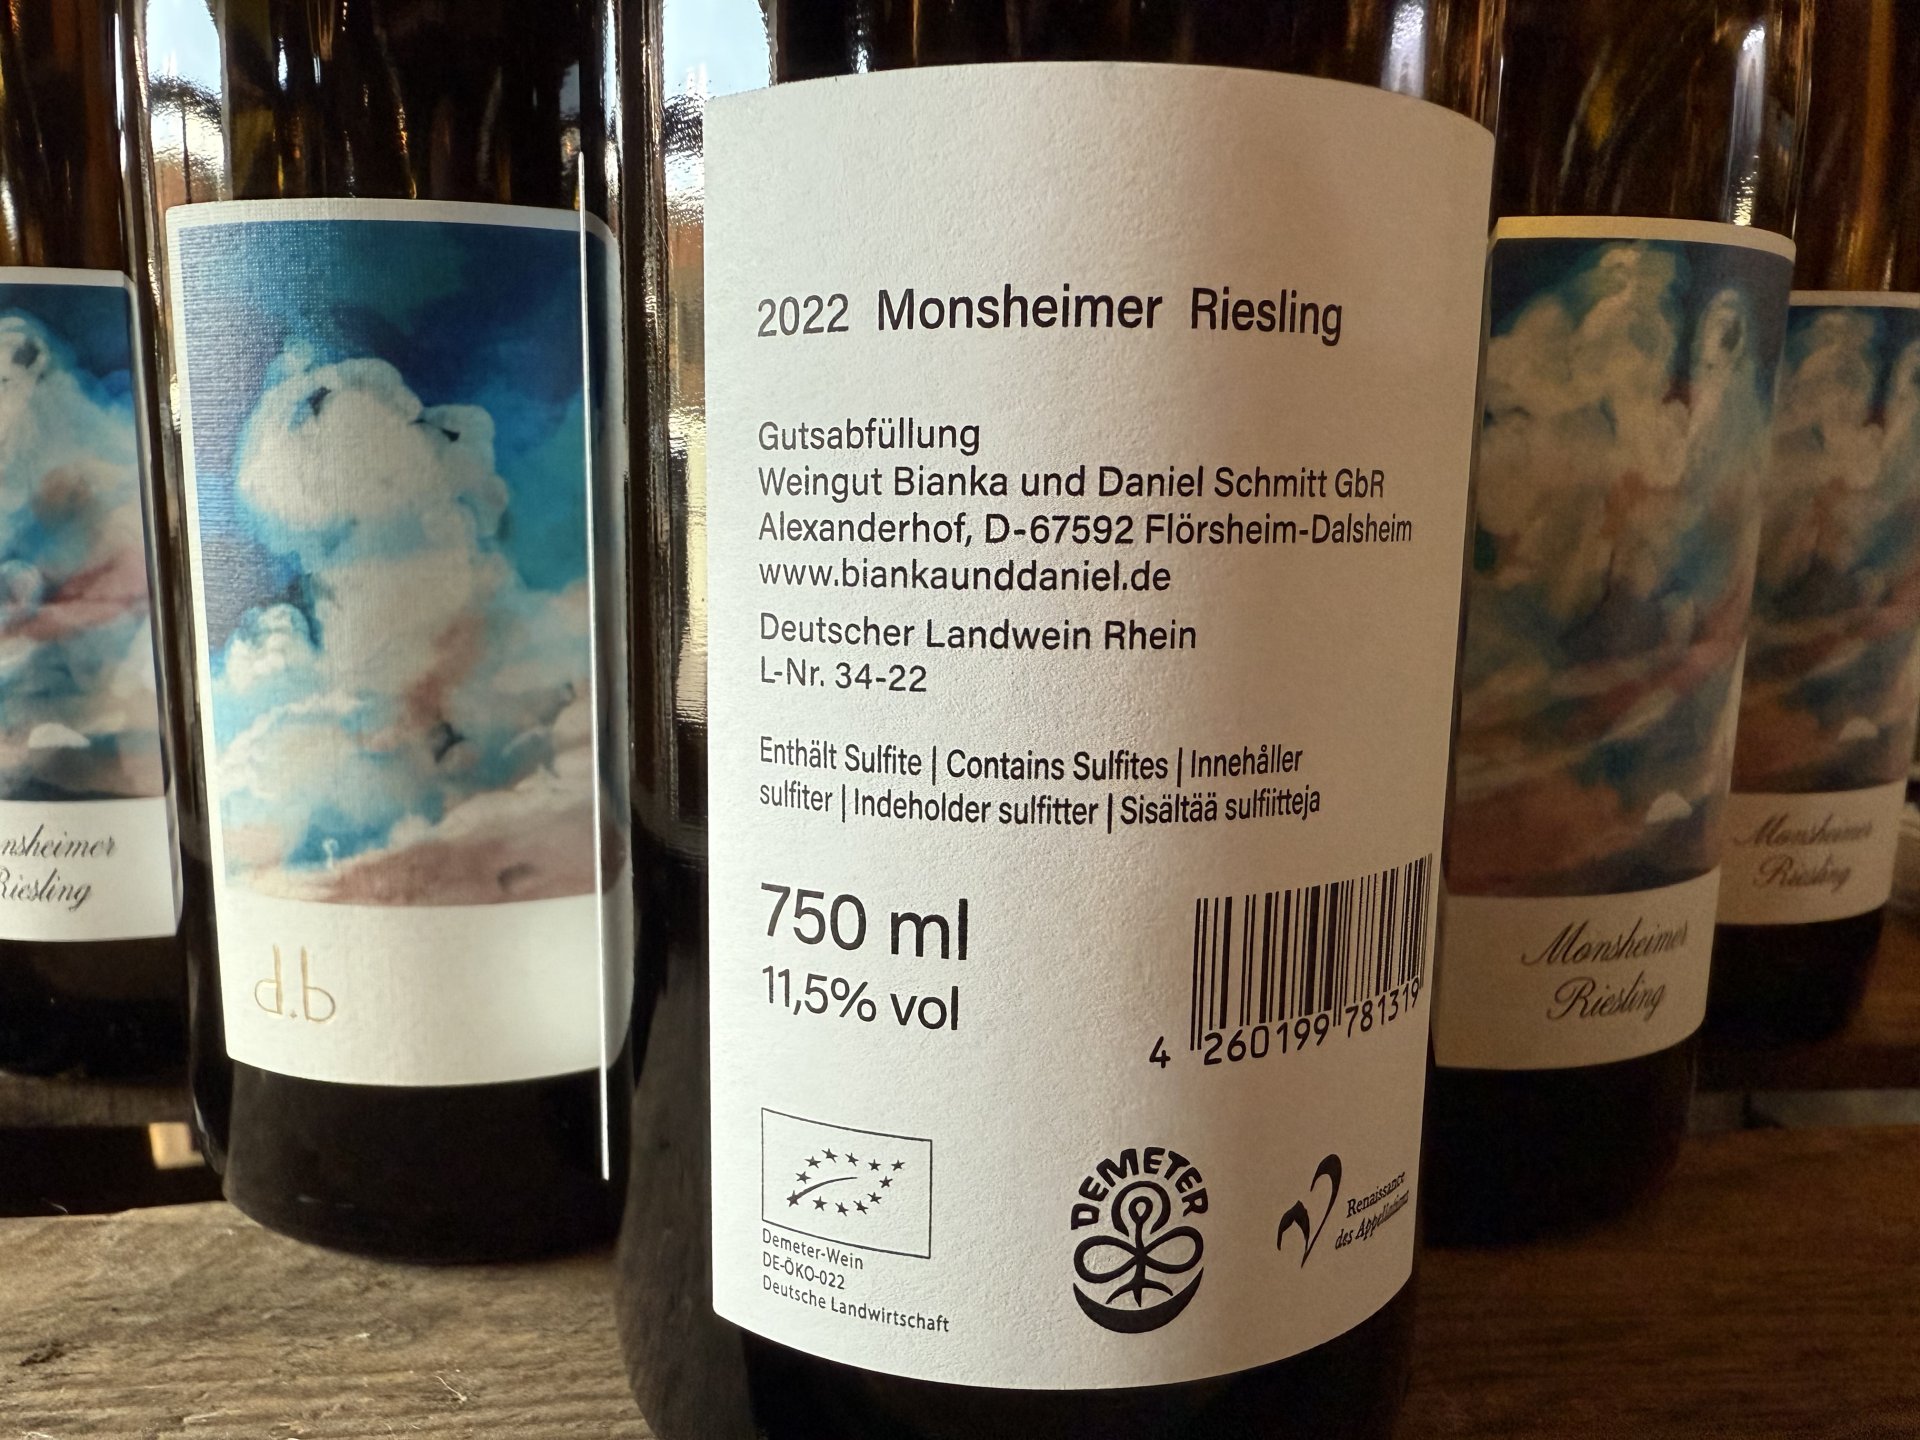 2022 Monsheimer Riesling
Gutsabfüllung
Weingut Bianka und Daniel Schmitt GbR
Alexanderhof, D-67592 Flörsheim-Dalsheim
www.biankaunddaniel.de
Deutscher Landwein Rhein
L-Nr. 34-22
Enthält Sulfite | Contains Sulfites | Innehåller
sulfiter | Indeholder sulfitter | Sisältää sulfiitteja
750 ml
11,5% vol
4 260199 781319
Demeter-Wein
DE-ÖKO-022
Deutsche Landwirtschaft
DEMETER
Renaissance
des Appellations
nsheimer
Riesling
d.b
Monsheimer
Riesling
Monsheimer
Riesling